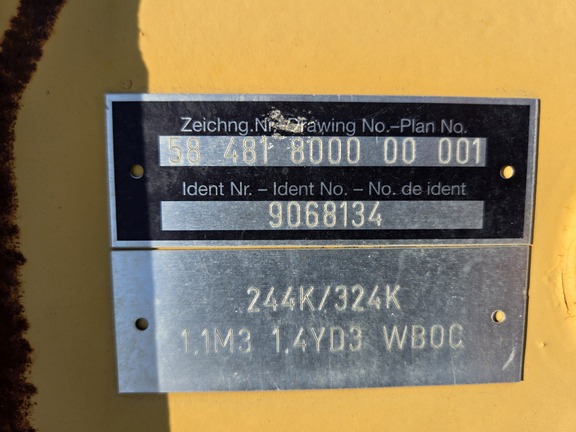 Zeichng.Nr.-Drawing No.-Plan No.
58 481 8000 00 001
Ident Nr. - Ident No. - No. de ident
9068134
244K/324K
1,1M3 1,4YD3 WBOC